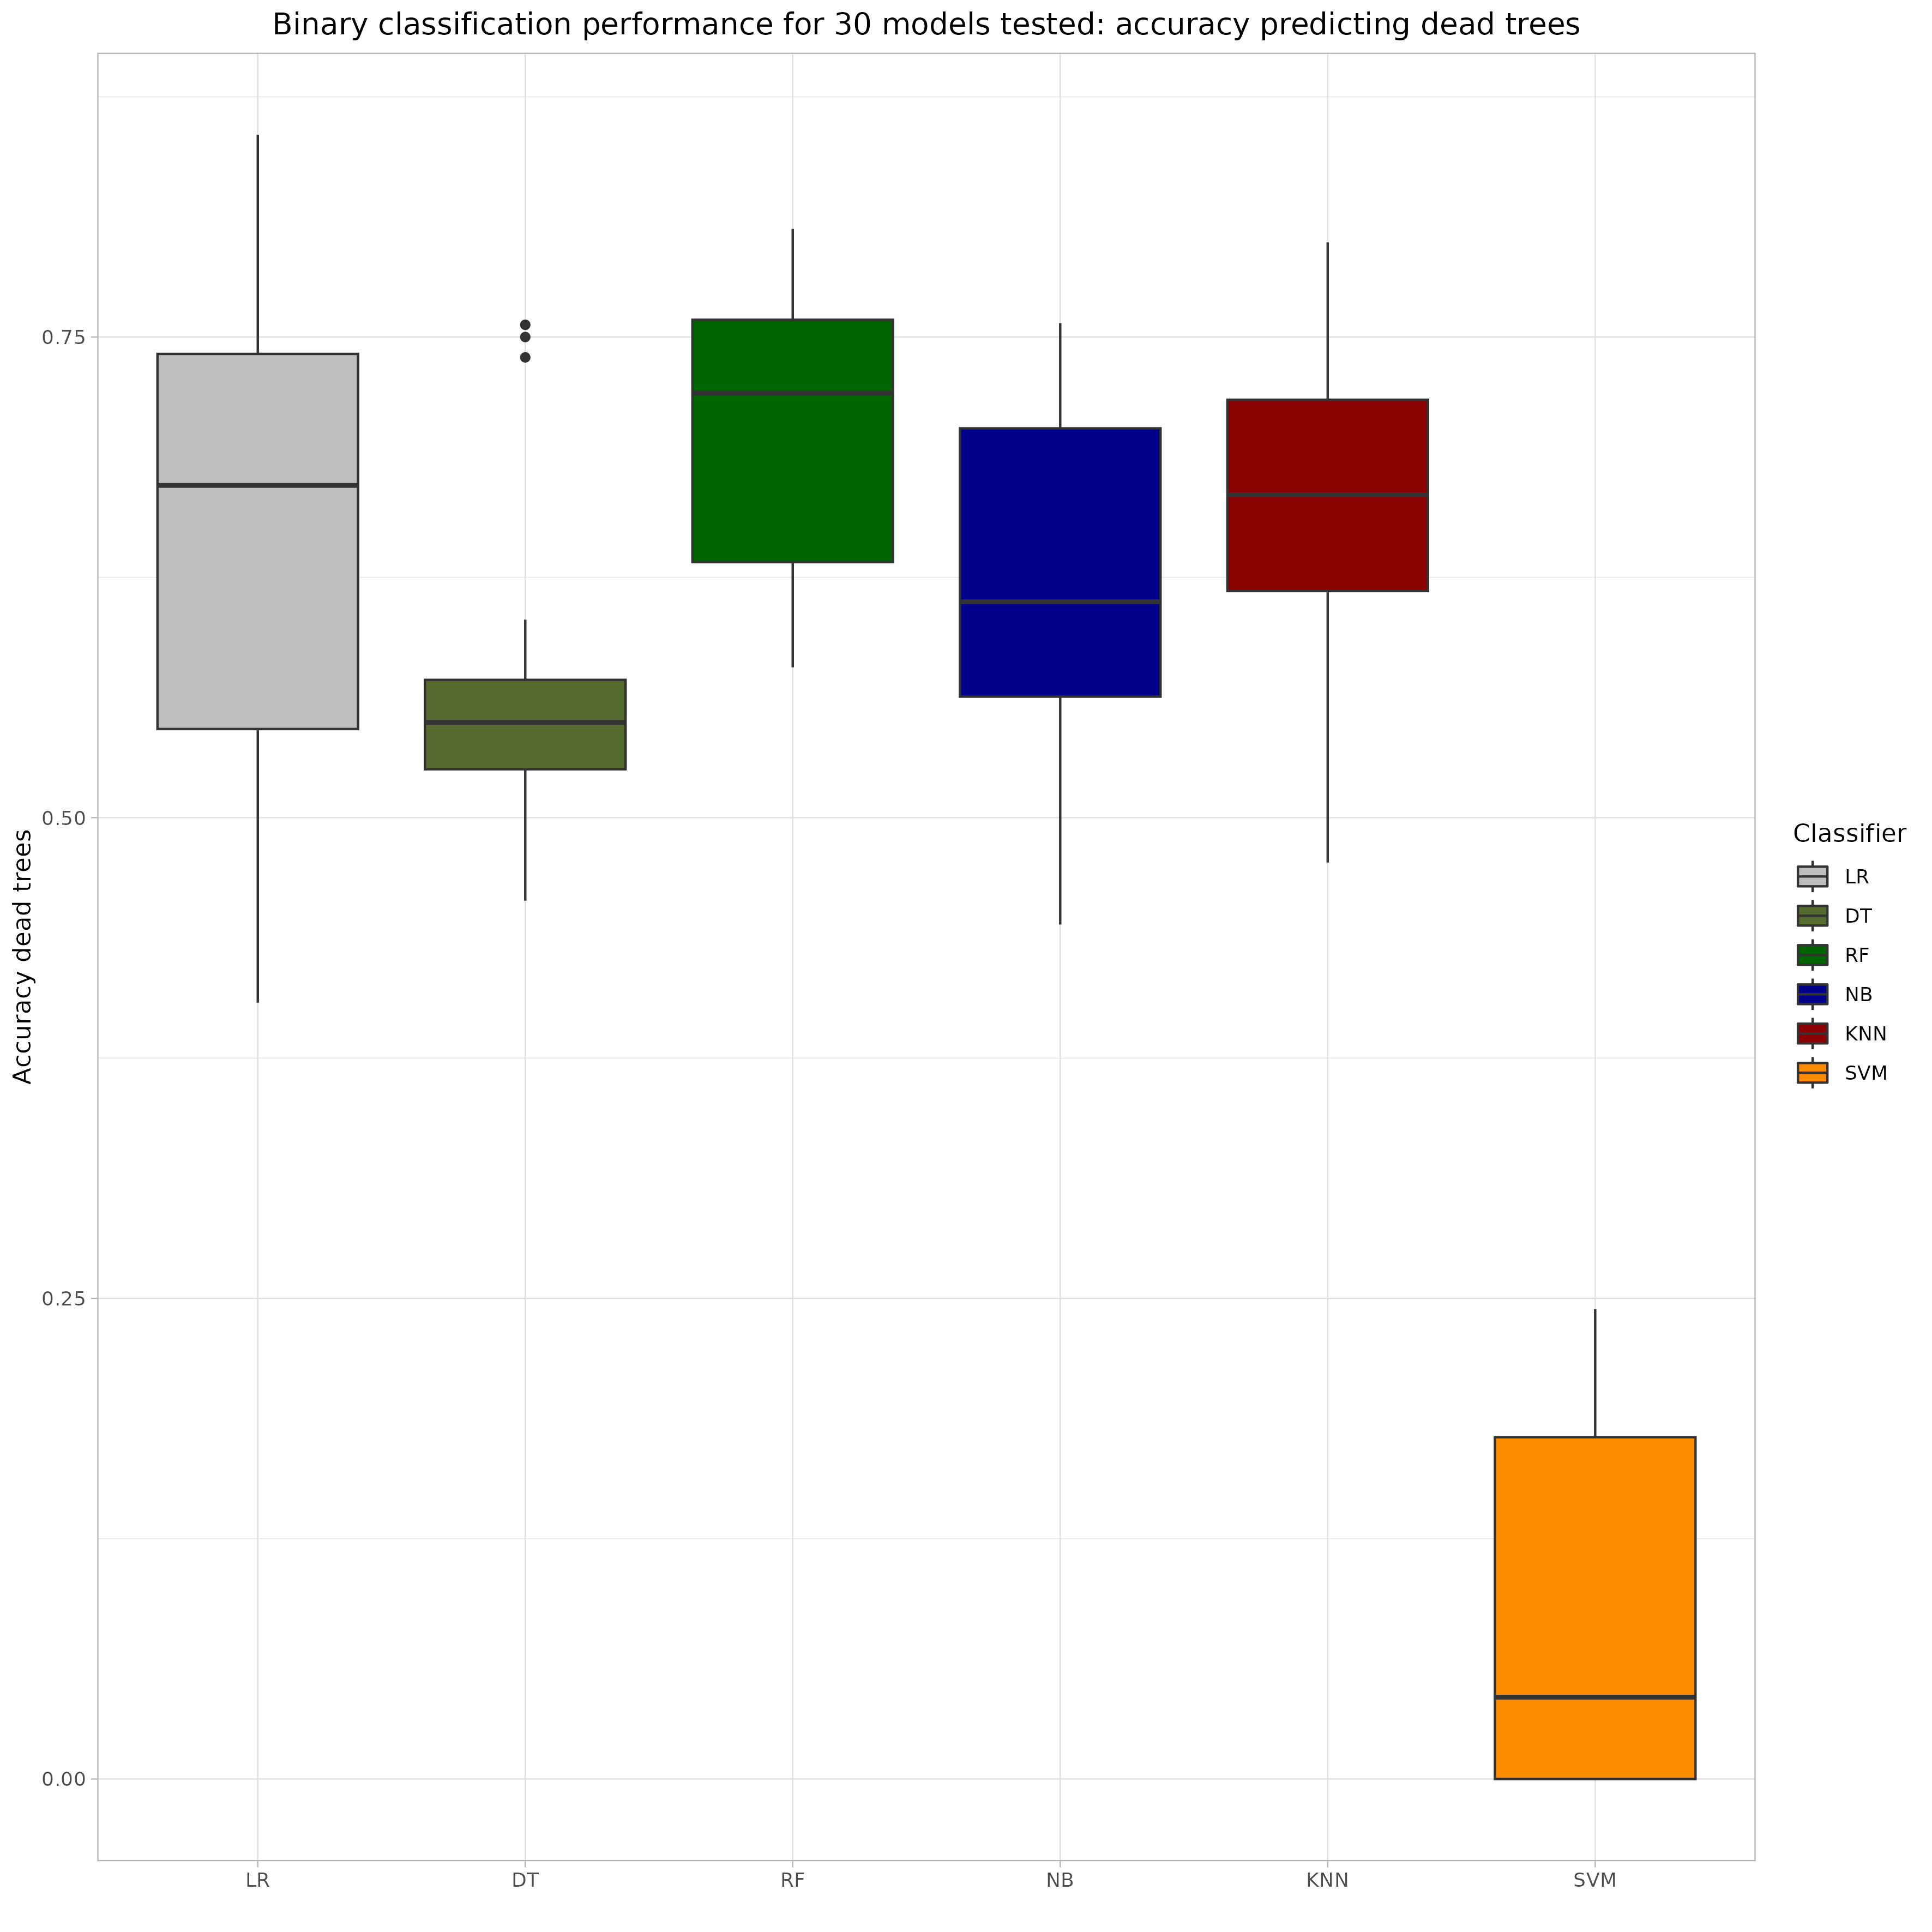 Binary classification performance for 30 models tested: accuracy predicting dead trees
Accuracy dead trees
0.75
0.50
0.25
0.00
LR
DT
RF
NB
KNN
SVM
Classifier
LR
DT
RF
NB
KNN
SVM